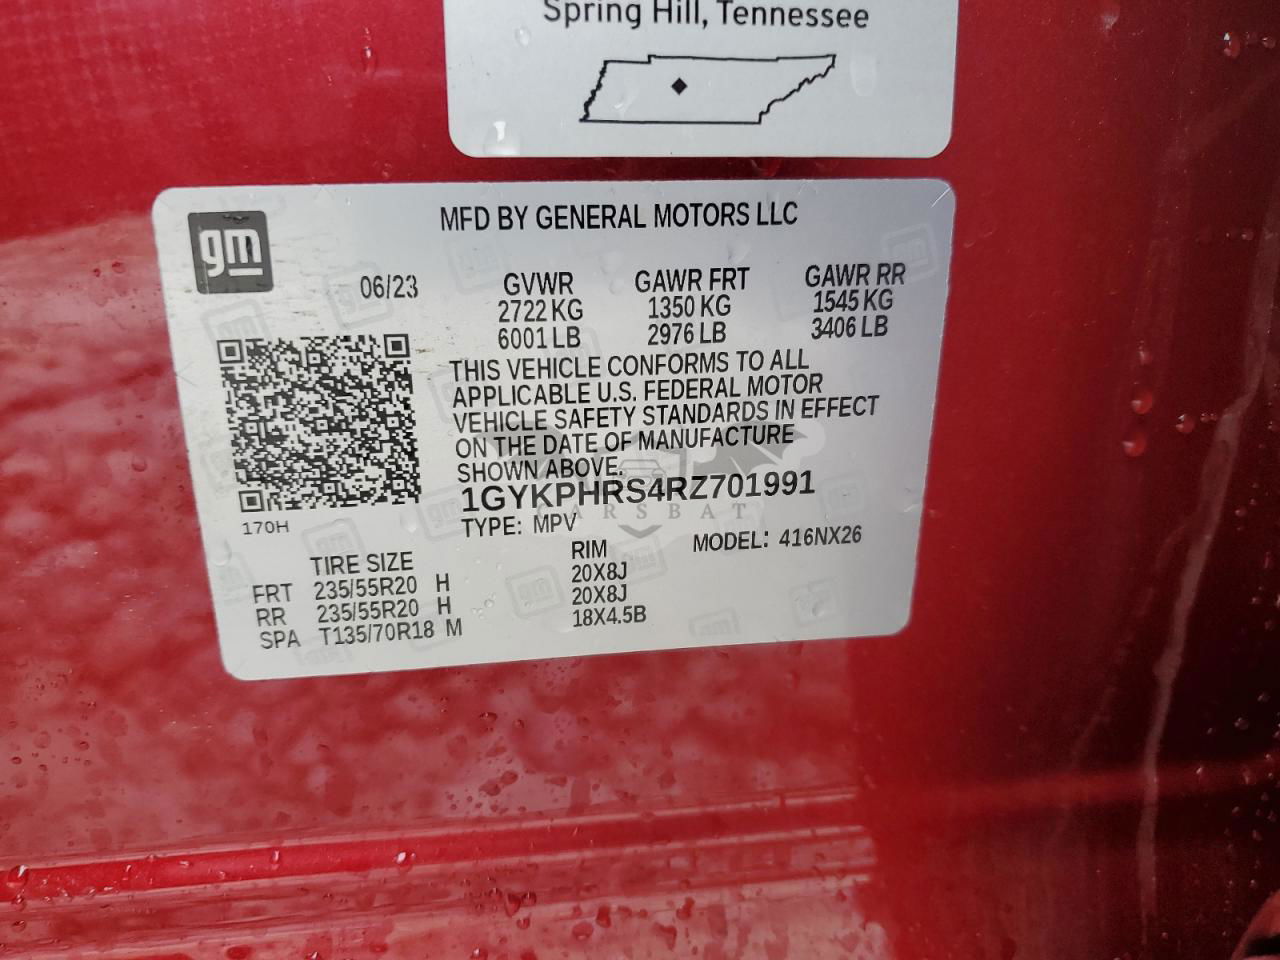 Spring Hill, Tennessee
gm
MFD BY GENERAL MOTORS LLC
06/23
GVWR GAWR FRT GAWR RR
2722 KG 1350 KG 1545 KG
6001 LB 2976 LB 3406 LB
THIS VEHICLE CONFORMS TO ALL
APPLICABLE U.S. FEDERAL MOTOR
VEHICLE SAFETY STANDARDS IN EFFECT
ON THE DATE OF MANUFACTURE
SHOWN ABOVE.
1GYKPHRS4RZ701991
CARSBAT
170H
TYPE: MPV MODEL: 416NX26
TIRE SIZE RIM
FRT 235/55R20 H 20X8J
RR 235/55R20 H 20X8J
SPA T135/70R18 M 18X4.5B